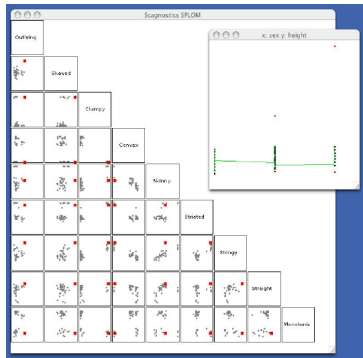 Scagnostics SPLOM
x: sex y: height
Outlying
Skewed
Clumpy
Convex
Skinny
Striated
Stringy
Straight
Monotonic